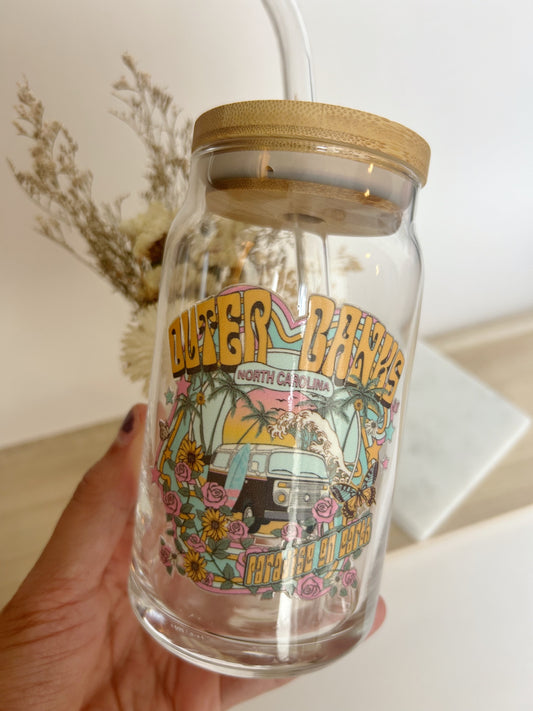 OUTER BANKS
NORTH CAROLINA
Paradise on Earth